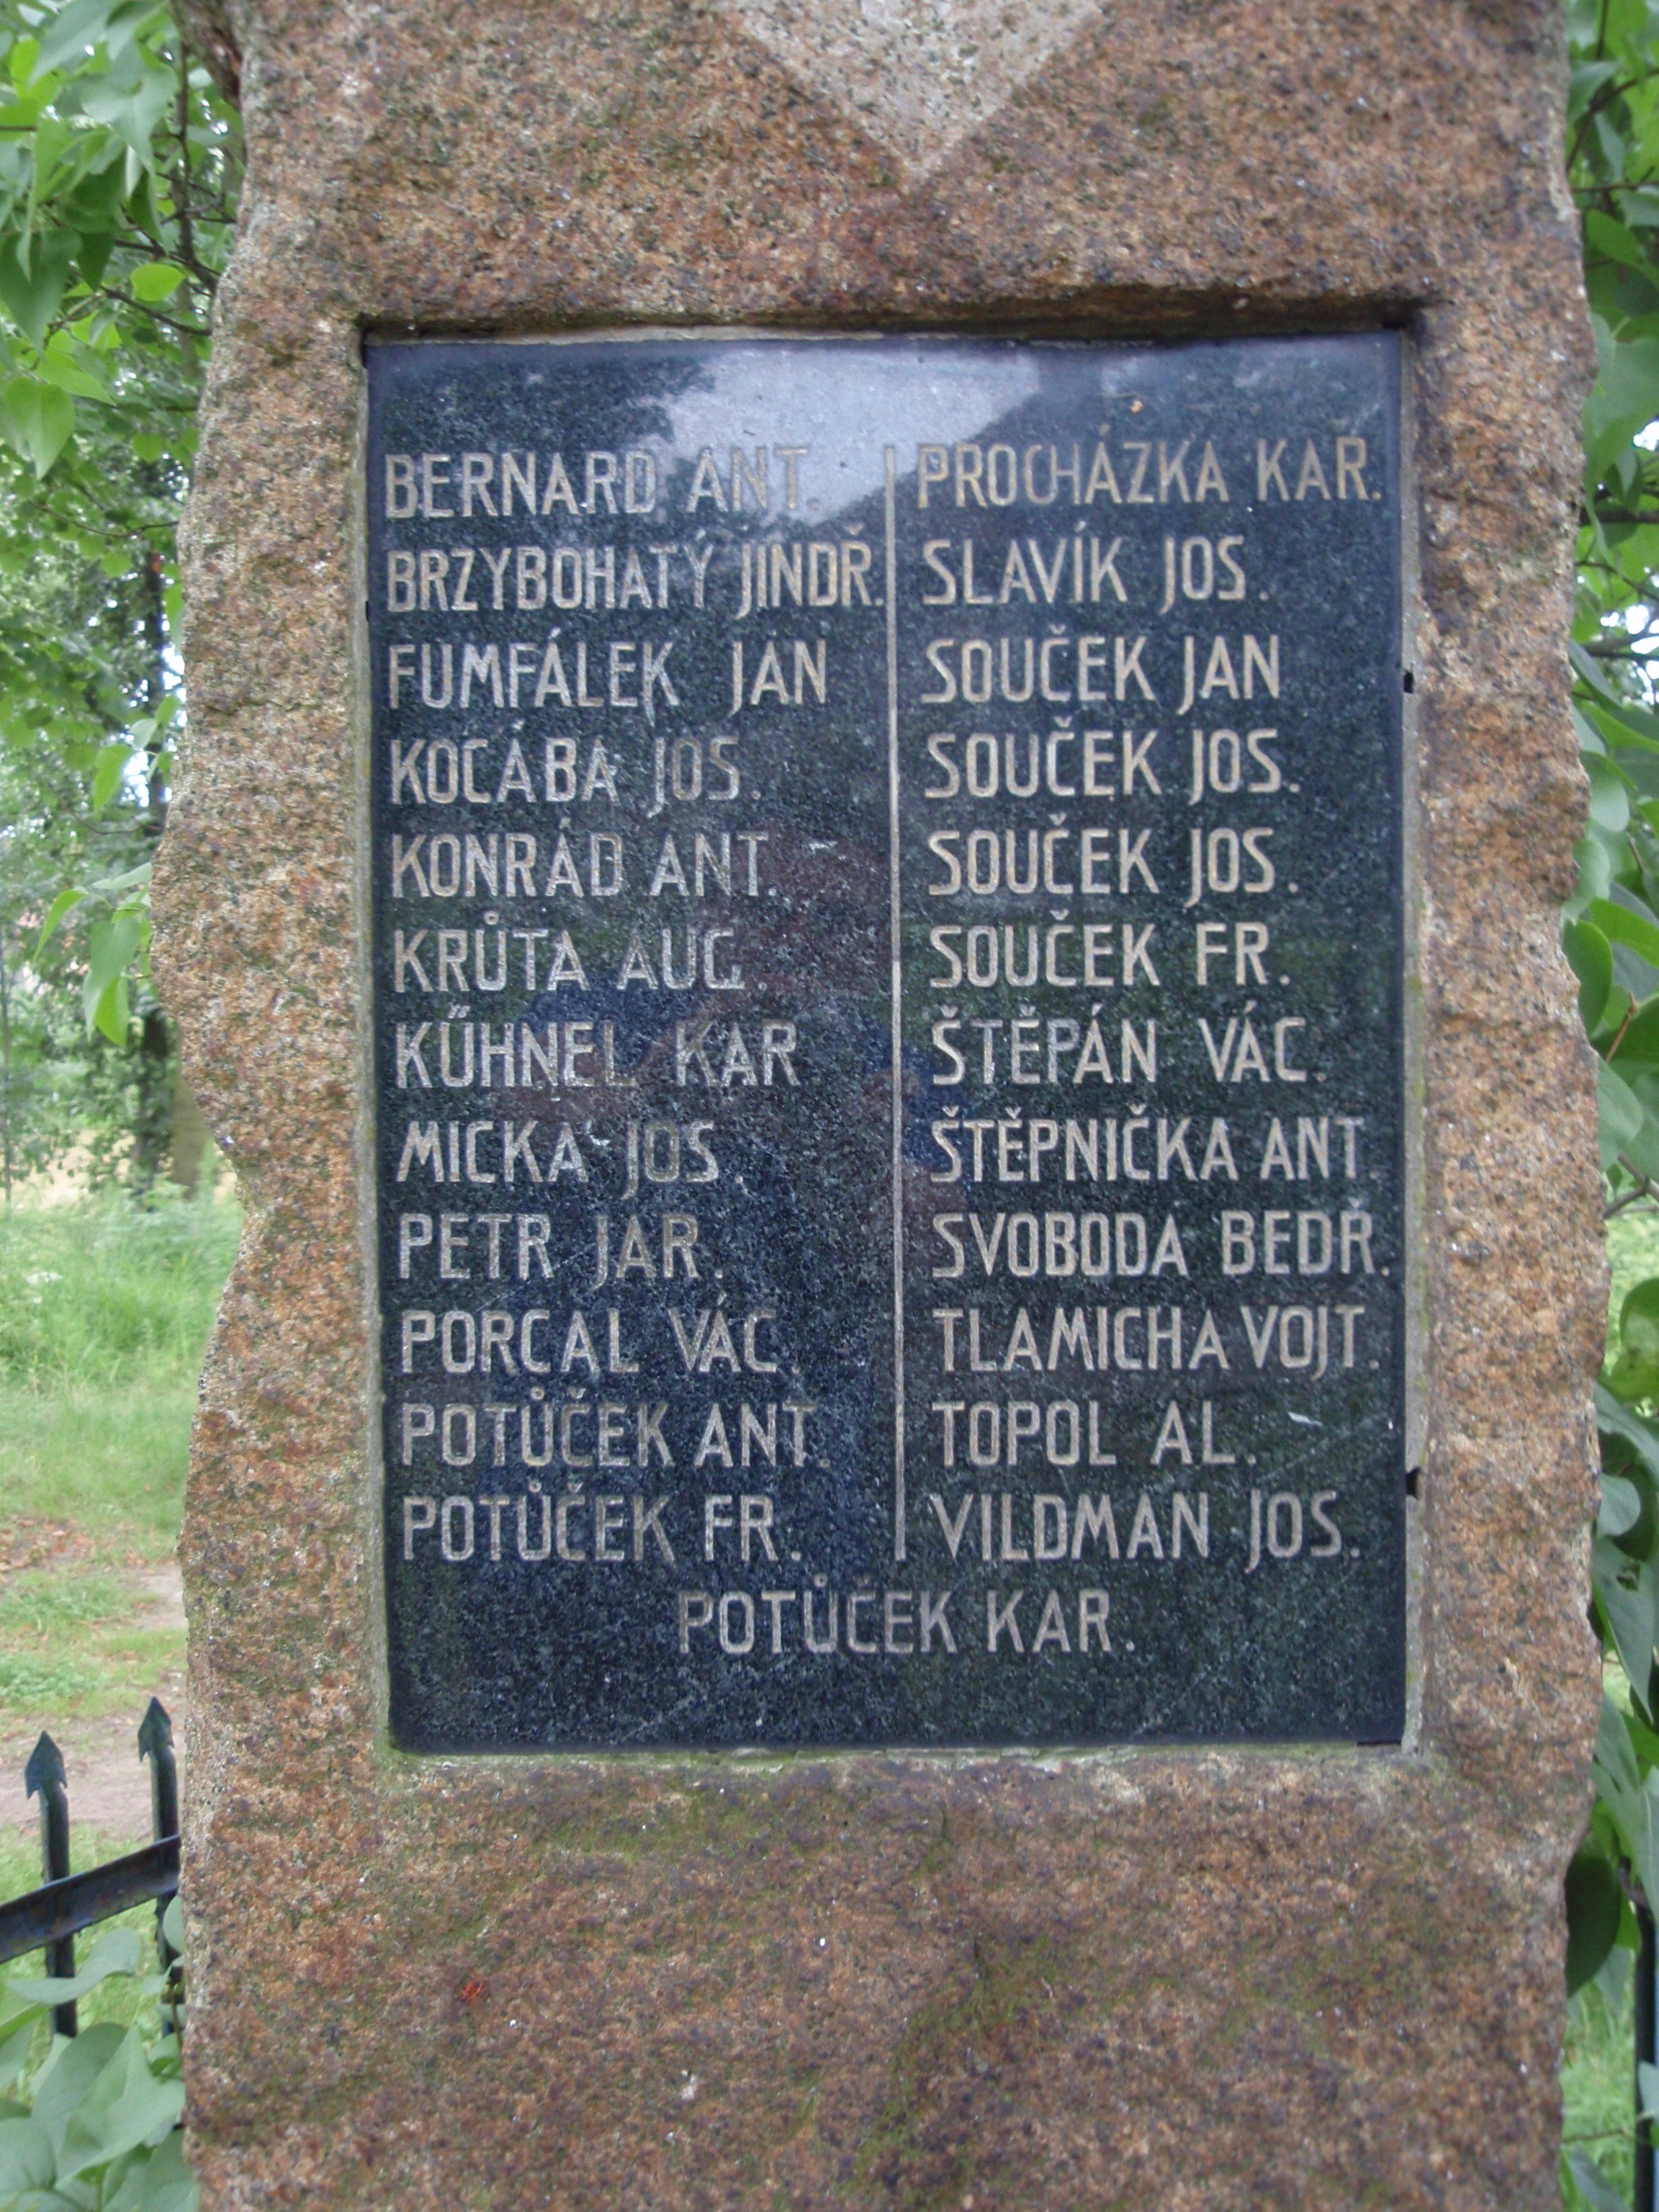 BERNARD ANT.
BRZYBOHATÝ JINDŘ.
FUMFÁLEK JAN
KOCÁBA JOS.
KONRÁD ANT.
KRŮTA AUG.
KŰHNEL KAR.
MICKA JOS.
PETR JAR.
PORCAL VÁC.
POTŮČEK ANT.
POTŮČEK FR.
PROCHÁZKA KAR.
SLAVÍK JOS.
SOUČEK JAN
SOUČEK JOS.
SOUČEK JOS.
SOUČEK FR.
ŠTĚPÁN VÁC.
ŠTĚPNIČKA ANT.
SVOBODA BEDŘ.
TLAMICHA VOJT.
TOPOL AL.
VILDMAN JOS.
POTŮČEK KAR.